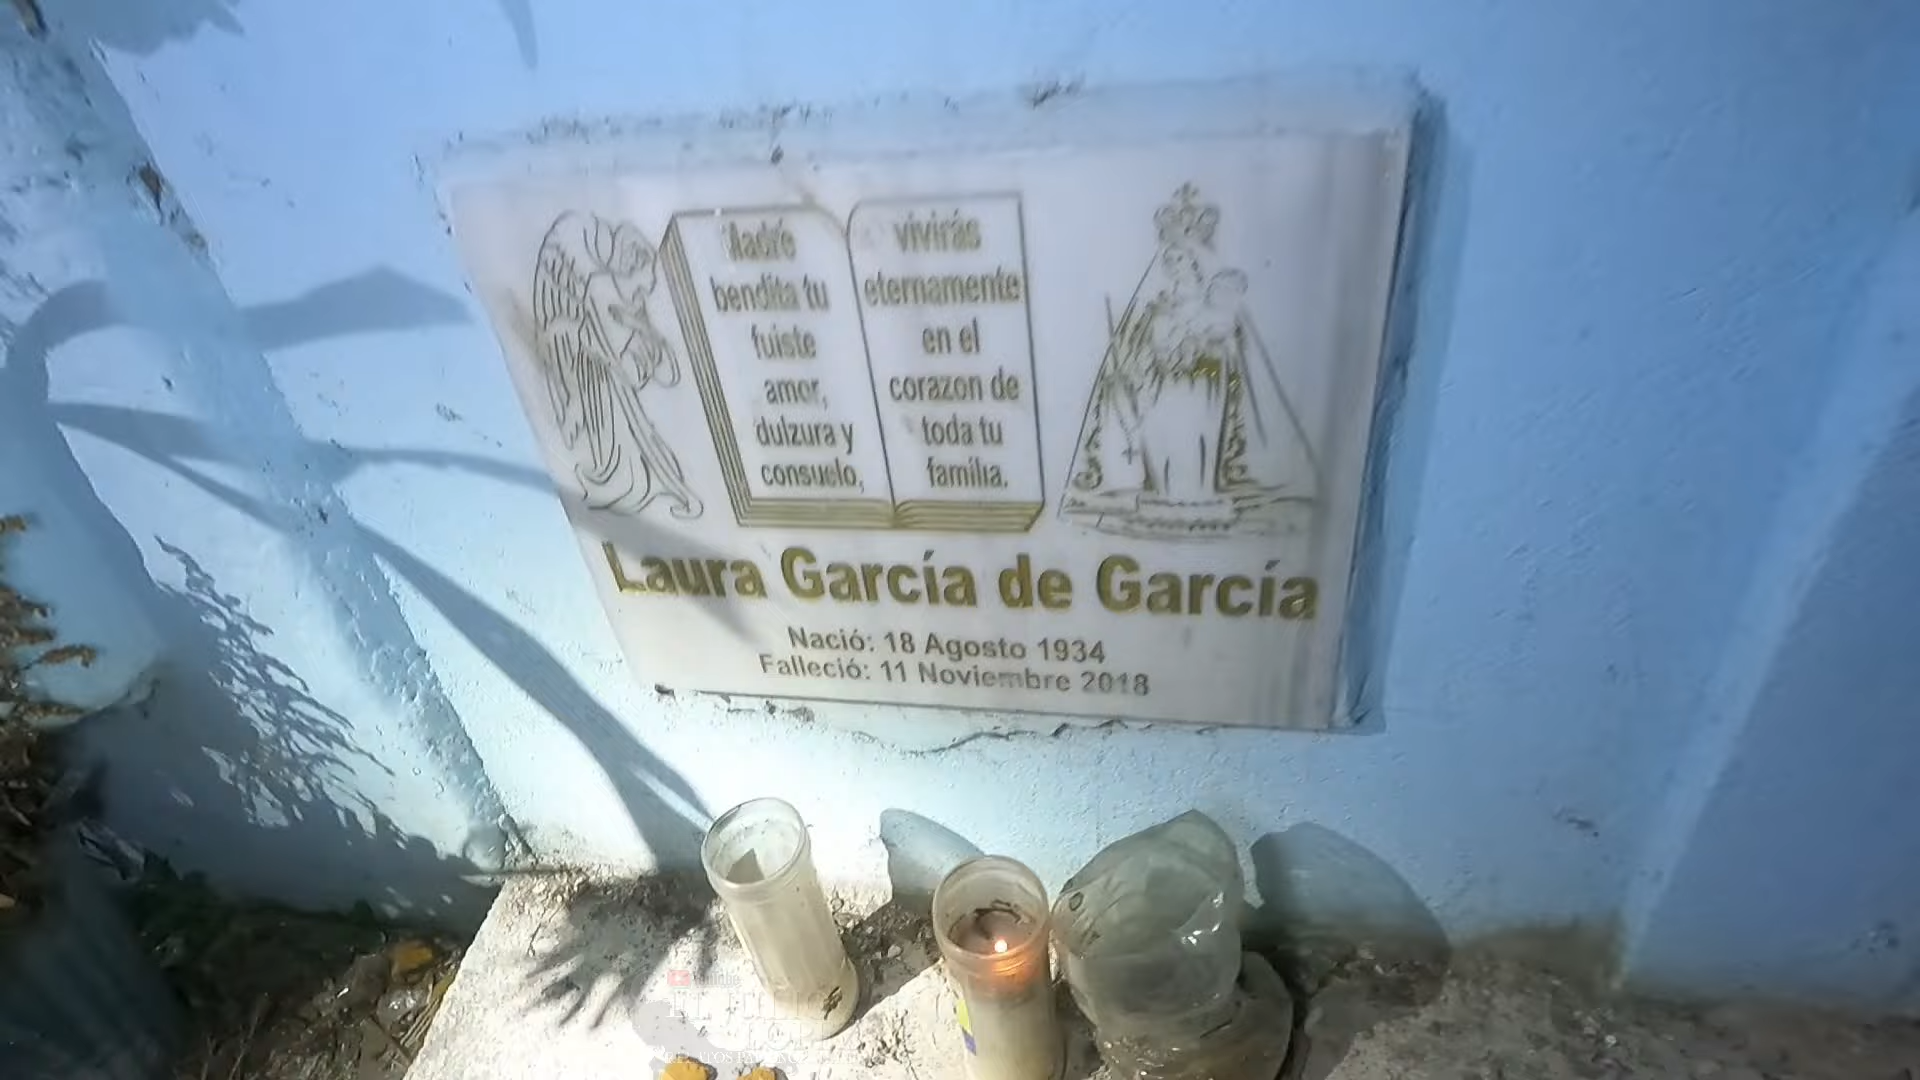 Madre
bendita tu
fuiste
amor,
dulzura y
consuelo,
vivirás
eternamente
en el
corazon de
toda tu
familia.
Laura García de García
Nació: 18 Agosto 1934
Falleció: 11 Noviembre 2018
YouTube